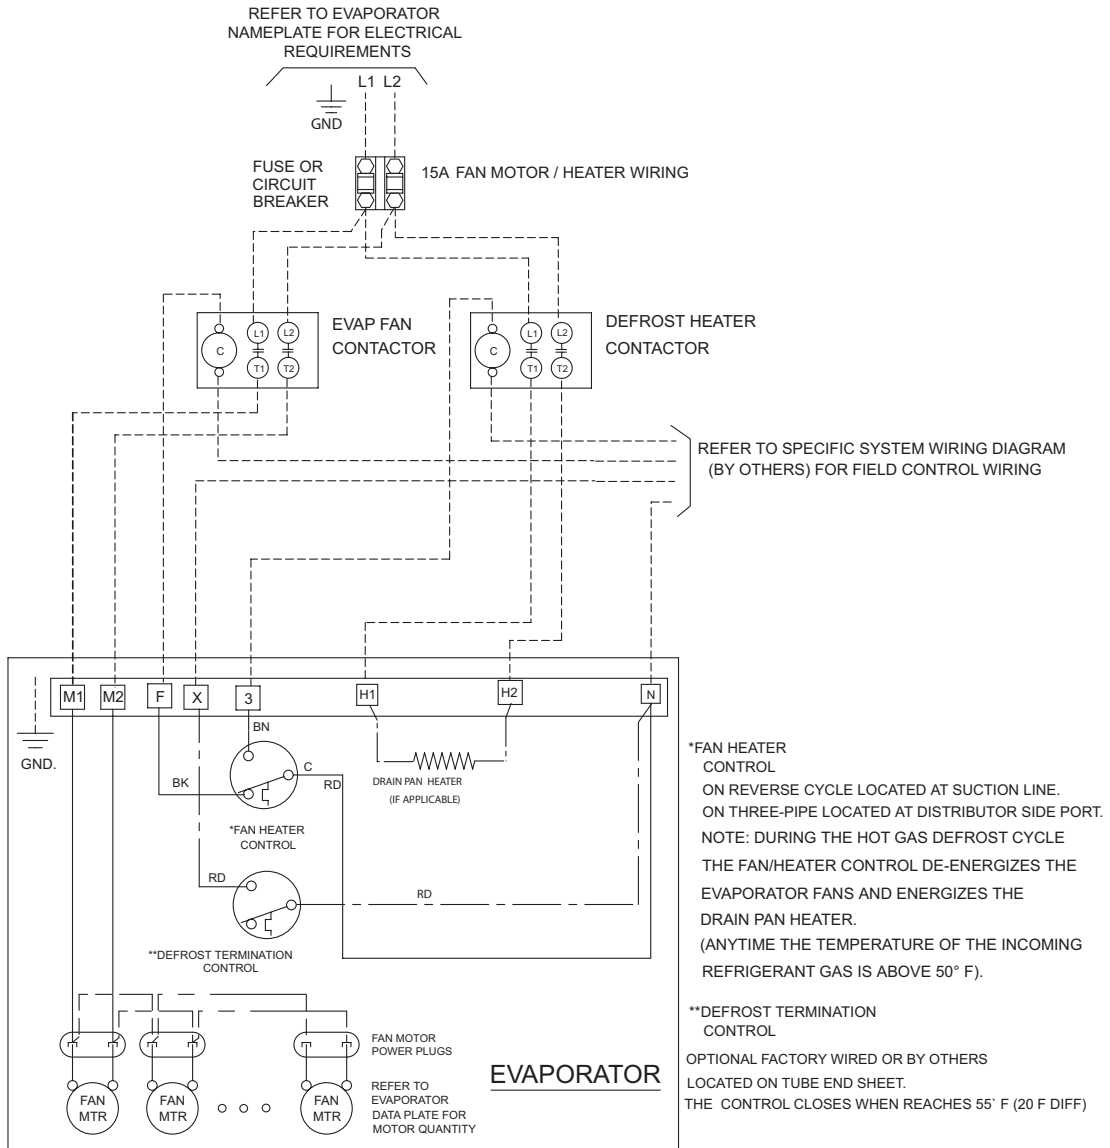 REFER TO EVAPORATOR
NAMEPLATE FOR ELECTRICAL
REQUIREMENTS
L1 L2
GND
FUSE OR
CIRCUIT
BREAKER
15A FAN MOTOR / HEATER WIRING
C
L1
L2
T1
T2
EVAP FAN
CONTACTOR
C
L1
L2
T1
T2
DEFROST HEATER
CONTACTOR
REFER TO SPECIFIC SYSTEM WIRING DIAGRAM
(BY OTHERS) FOR FIELD CONTROL WIRING
M1
M2
F
X
3
H1
H2
N
GND.
BN
BK
C
RD
DRAIN PAN HEATER
(IF APPLICABLE)
*FAN HEATER
CONTROL
RD
RD
**DEFROST TERMINATION
CONTROL
FAN MOTOR
POWER PLUGS
FAN
MTR
FAN
MTR
FAN
MTR
REFER TO
EVAPORATOR
DATA PLATE FOR
MOTOR QUANTITY
EVAPORATOR
*FAN HEATER
CONTROL
ON REVERSE CYCLE LOCATED AT SUCTION LINE.
ON THREE-PIPE LOCATED AT DISTRIBUTOR SIDE PORT.
NOTE: DURING THE HOT GAS DEFROST CYCLE
THE FAN/HEATER CONTROL DE-ENERGIZES THE
EVAPORATOR FANS AND ENERGIZES THE
DRAIN PAN HEATER.
(ANYTIME THE TEMPERATURE OF THE INCOMING
REFRIGERANT GAS IS ABOVE 50° F).
**DEFROST TERMINATION
CONTROL
OPTIONAL FACTORY WIRED OR BY OTHERS
LOCATED ON TUBE END SHEET.
THE CONTROL CLOSES WHEN REACHES 55` F (20 F DIFF)